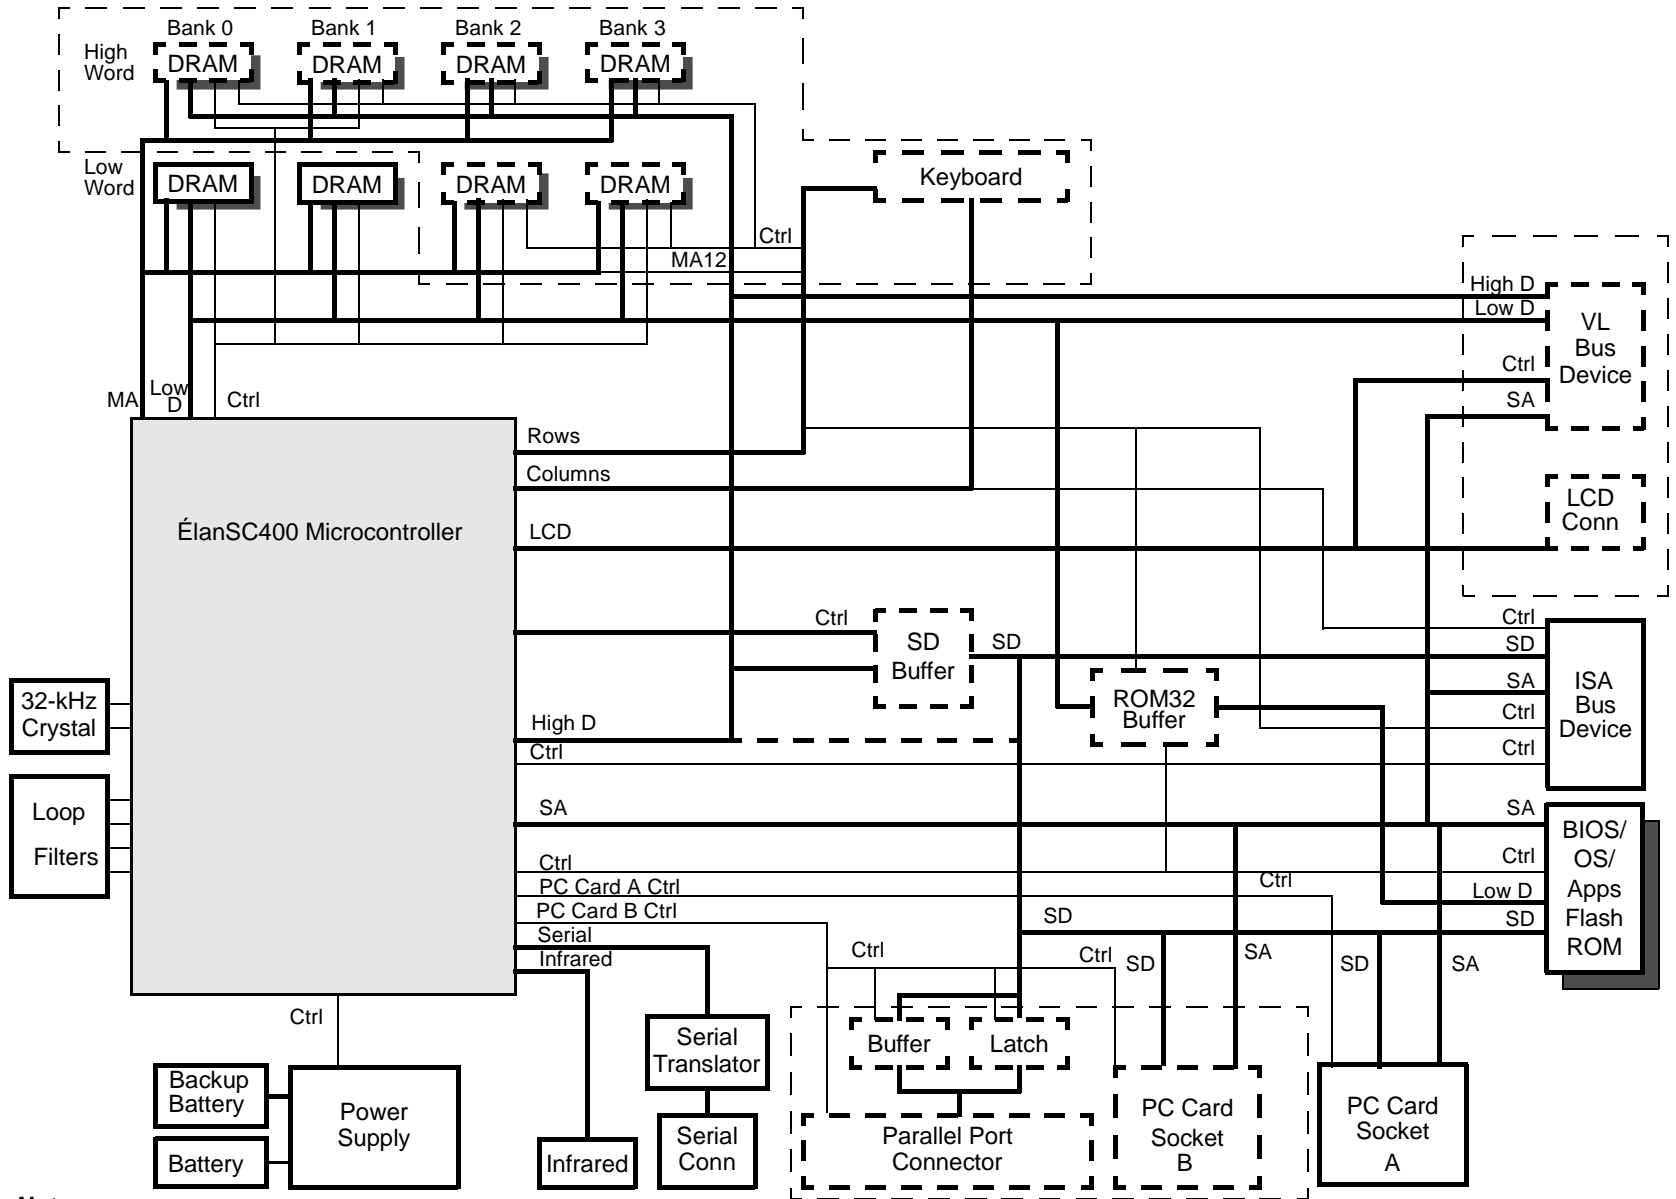 Bank 0
Bank 1
Bank 2
Bank 3
High
Word
DRAM
DRAM
DRAM
DRAM
Low
Word
DRAM
DRAM
DRAM
DRAM
Keyboard
Ctrl
MA12
High D
Low D
VL
Bus
Device
Ctrl
SA
MA
Low
D
Ctrl
Rows
Columns
LCD
Conn
ÉlanSC400 Microcontroller
LCD
Ctrl
SD
Buffer
SD
Ctrl
SD
SA
Ctrl
Ctrl
ISA
Bus
Device
32-kHz
Crystal
ROM32
Buffer
High D
Ctrl
Loop
Filters
SA
SA
Ctrl
Low D
SD
BIOS/
OS/
Apps
Flash
ROM
Ctrl
PC Card A Ctrl
Ctrl
PC Card B Ctrl
SD
Serial
Infrared
Ctrl
Ctrl
SD
SA
SD
SA
Ctrl
Serial
Translator
Buffer
Latch
Backup
Battery
Power
Supply
Battery
Infrared
Serial
Conn
Parallel Port
Connector
PC Card
Socket
B
PC Card
Socket
A